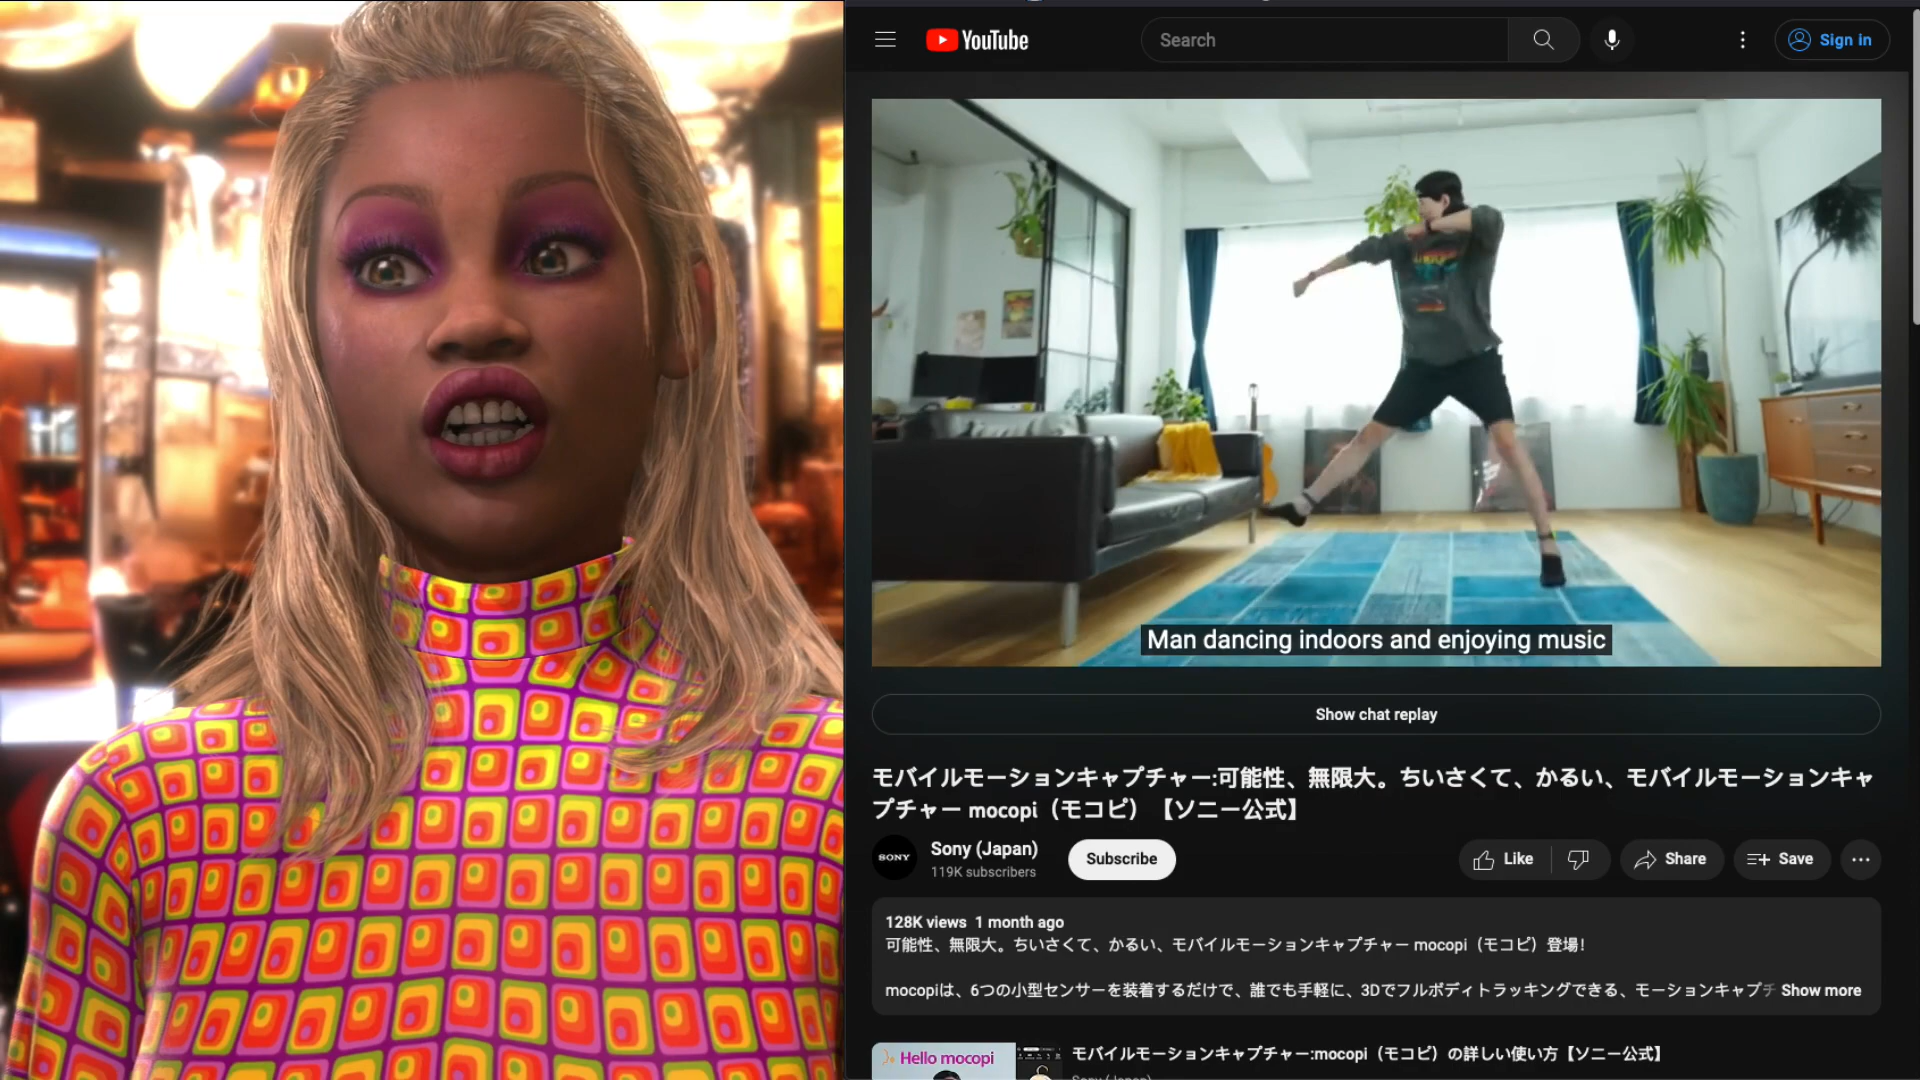 YouTube
Search
Sign in
Man dancing indoors and enjoying music
Show chat replay
モバイルモーションキャプチャー:可能性、無限大。ちいさくて、かるい、モバイルモーションキャ
プチャー mocopi（モコピ）【ソニー公式】
SONY
Sony (Japan)
119K subscribers
Subscribe
Like
Share
Save
128K views 1 month ago
可能性、無限大。ちいさくて、かるい、モバイルモーションキャプチャー mocopi（モコピ）登場！
mocopiは、6つの小型センサーを装着するだけで、誰でも手軽に、3Dでフルボディトラッキングできる、モーションキャプチ Show more
Hello mocopi
モバイルモーションキャプチャー:mocopi（モコピ）の詳しい使い方【ソニー公式】